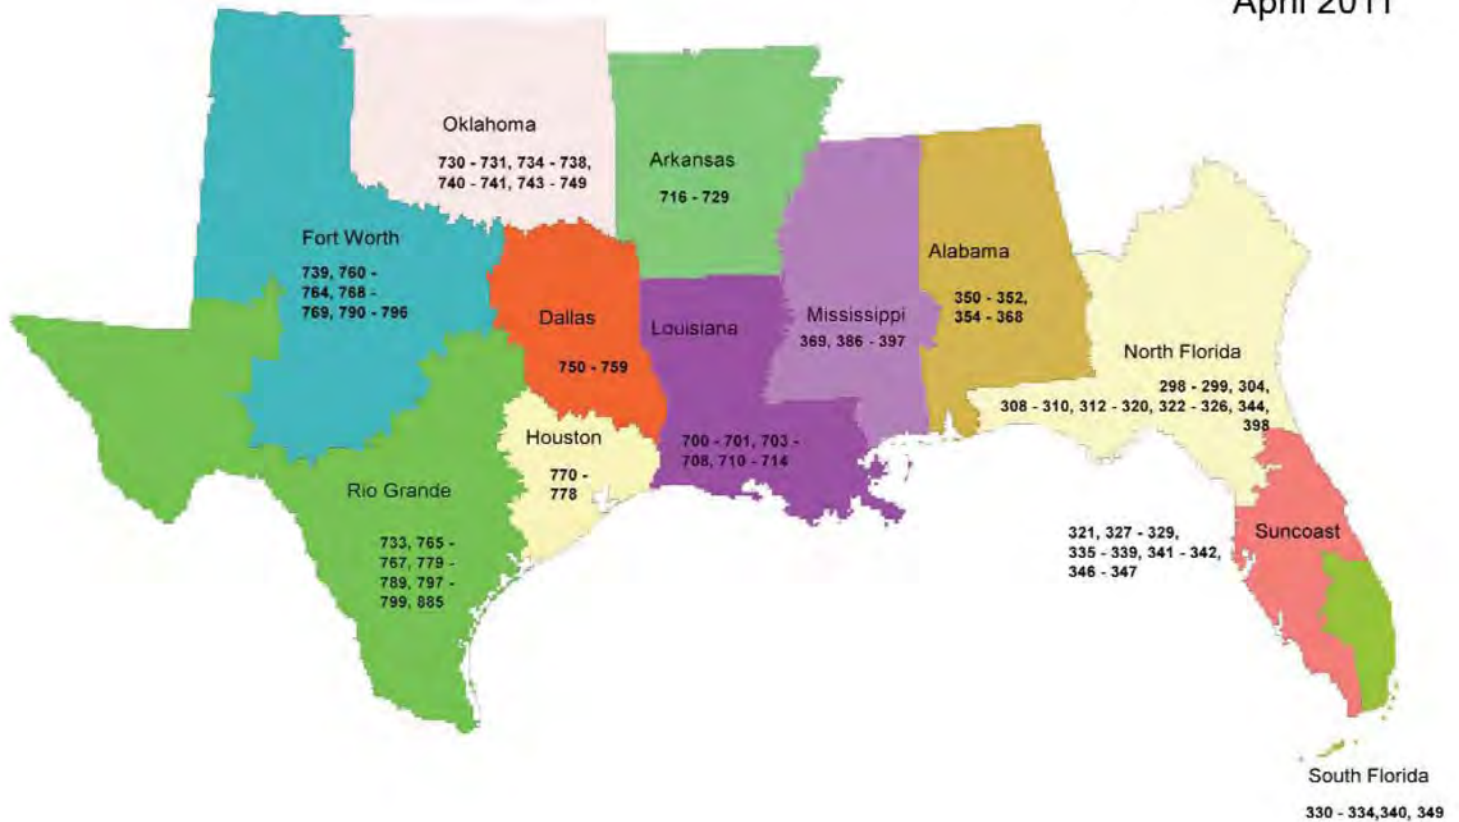 April 2011
Oklahoma
730 - 731, 734 - 738,
740 - 741, 743 - 749
Arkansas
716 - 729
Fort Worth
739, 760 -
764, 768 -
769, 790 - 796
Dallas
750 - 759
Louisiana
700 - 701, 703 -
708, 710 - 714
Mississippi
369, 386 - 397
Alabama
350 - 352,
354 - 368
North Florida
298 - 299, 304,
308 - 310, 312 - 320, 322 - 326, 344,
398
Houston
770 -
778
Rio Grande
733, 765 -
767, 779 -
789, 797 -
799, 885
Suncoast
321, 327 - 329,
335 - 339, 341 - 342,
346 - 347
South Florida
330 - 334,340, 349